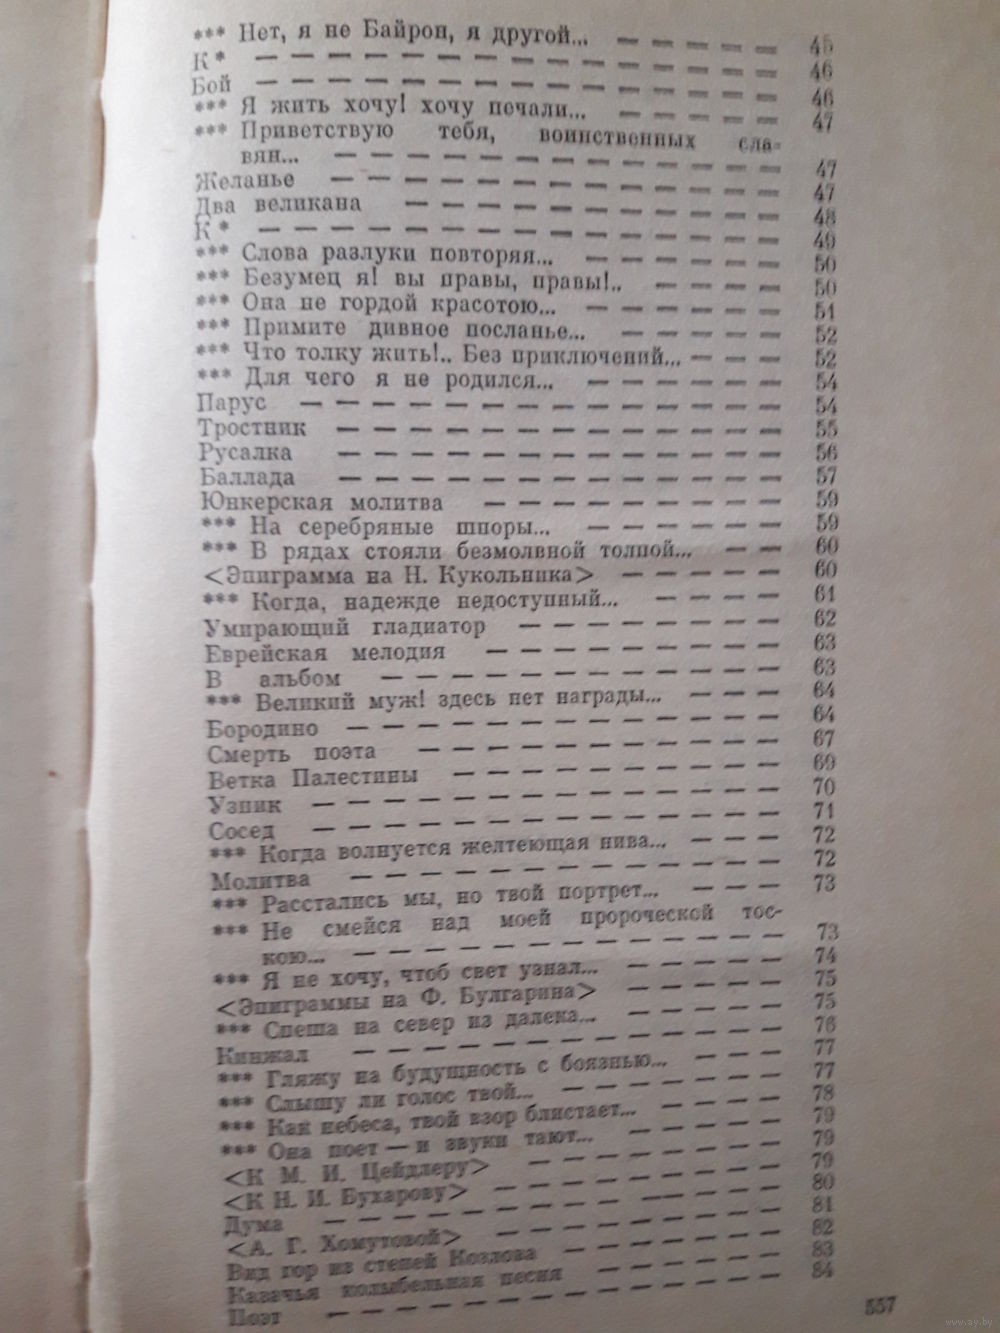 *** Нет, я не Байрон, я другой... — — — — — 45
К * — — — — — — — — — — — — — — — 46
Бой — — — — — — — — — — — — — — — 46
*** Я жить хочу! хочу печали... — — — — — 47
*** Приветствую тебя, воинственных сла-
вян... — — — — — — — — — — — — — 47
Желанье — — — — — — — — — — — — — 47
Два великана — — — — — — — — — — — 48
К * — — — — — — — — — — — — — — — 49
*** Слова разлуки повторяя... — — — — — — 50
*** Безумец я! вы правы, правы!.. — — — — 50
*** Она не гордой красотою... — — — — — — 51
*** Примите дивное посланье... — — — — — 52
*** Что толку жить!.. Без приключений... — — — 52
*** Для чего я не родился... — — — — — — 54
Парус — — — — — — — — — — — — — — 54
Тростник — — — — — — — — — — — — — 55
Русалка — — — — — — — — — — — — — 56
Баллада — — — — — — — — — — — — — 57
Юнкерская молитва — — — — — — — — — 59
*** На серебряные шпоры... — — — — — — 59
*** В рядах стояли безмолвной толпой... — — 60
<Эпиграмма на Н. Кукольника> — — — — — 60
*** Когда, надежде недоступный... — — — — 61
Умирающий гладиатор — — — — — — — — 62
Еврейская мелодия — — — — — — — — — 63
В альбом — — — — — — — — — — — — 63
*** Великий муж! здесь нет награды... — — — 64
Бородино — — — — — — — — — — — — — 64
Смерть поэта — — — — — — — — — — — 67
Ветка Палестины — — — — — — — — — — 69
Узник — — — — — — — — — — — — — — 70
Сосед — — — — — — — — — — — — — — 71
*** Когда волнуется желтеющая нива... — — — 72
Молитва — — — — — — — — — — — — — 72
*** Расстались мы, но твой портрет... — — — 73
*** Не смейся над моей пророческой тос-
кою... — — — — — — — — — — — — 73
*** Я не хочу, чтоб свет узнал... — — — — — 74
<Эпиграммы на Ф. Булгарина> — — — — — 75
*** Спеша на север из далека... — — — — — 75
Кинжал — — — — — — — — — — — — 76
*** Гляжу на будущность с боязнью... — — — 77
*** Слышу ли голос твой... — — — — — — — 77
*** Как небеса, твой взор блистает... — — — — 78
*** Она поет — и звуки тают... — — — — — 79
<К М. И. Цейдлеру> — — — — — — — — 79
<К Н. И. Бухарову> — — — — — — — — — 79
Дума — — — — — — — — — — — — — 80
<А. Г. Хомутовой> — — — — — — — — 81
Вид гор из степей Козлова — — — — — — — 82
Казачья колыбельная песня — — — — — — 83
Поэт — — — — — — — — — — — — — 84
557
www.ay.by